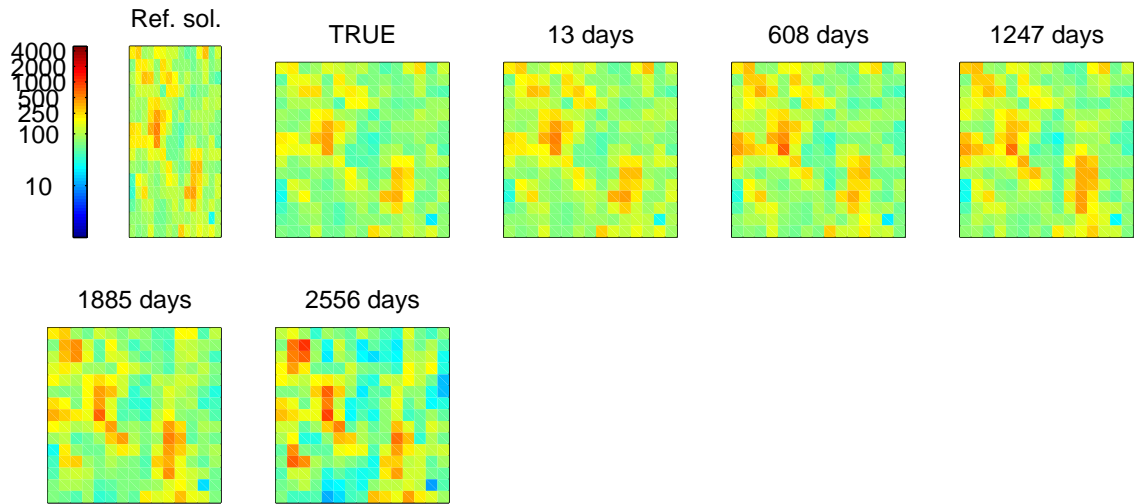 Ref. sol.
TRUE
13 days
608 days
1247 days
4000
2000
1000
500
250
100
10
1885 days
2556 days